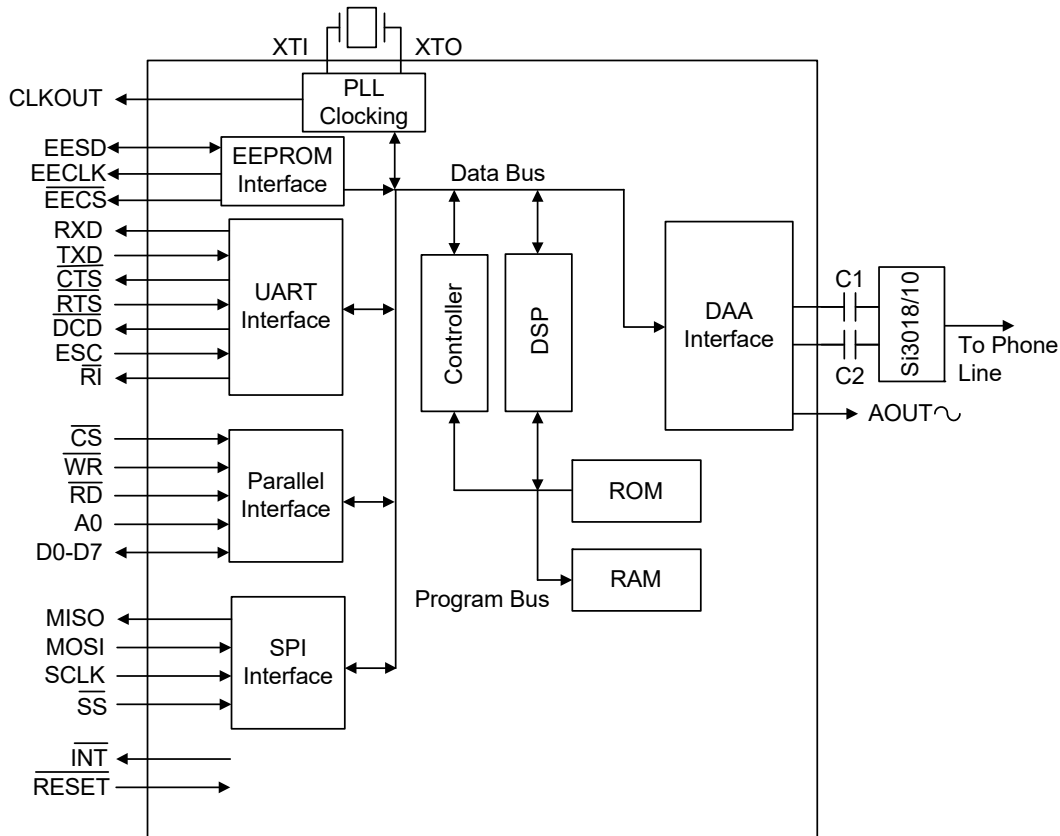 XTI
XTO
PLL
Clocking
CLKOUT
EESD
EECLK
EECS
EEPROM
Interface
Data Bus
RXD
TXD
CTS
RTS
DCD
ESC
RI
UART
Interface
Controller
DSP
DAA
Interface
C1
C2
Si3018/10
To Phone
Line
AOUT
CS
WR
RD
A0
D0-D7
Parallel
Interface
ROM
RAM
Program Bus
MISO
MOSI
SCLK
SS
SPI
Interface
INT
RESET